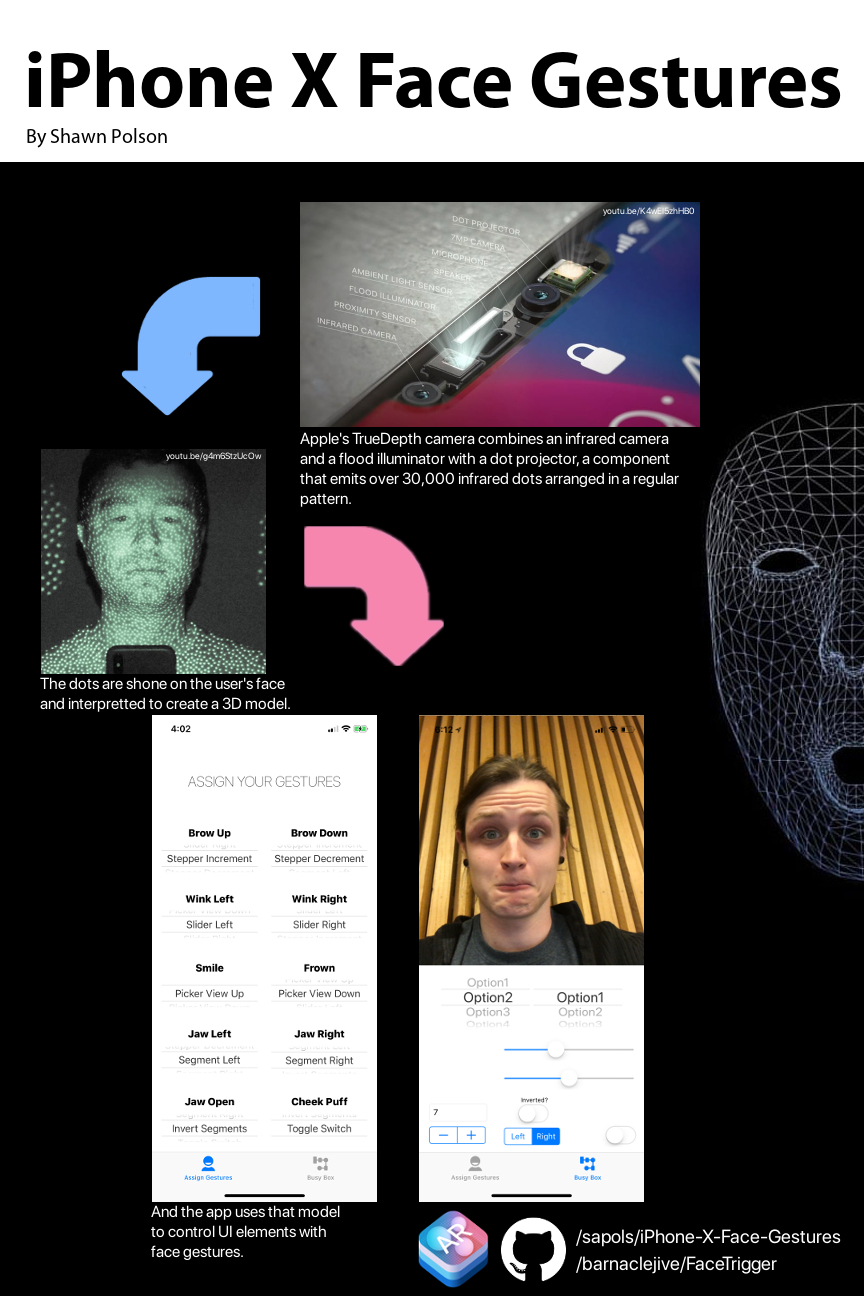 iPhone X Face Gestures
By Shawn Polson
DOT PROJECTOR
7MP CAMERA
MICROPHONE
SPEAKER
AMBIENT LIGHT SENSOR
FLOOD ILLUMINATOR
PROXIMITY SENSOR
INFRARED CAMERA
Apple's TrueDepth camera combines an infrared camera
and a flood illuminator with a dot projector, a component
that emits over 30,000 infrared dots arranged in a regular
pattern.
youtu.be/g4m6StzUcOw
The dots are shone on the user's face
and interpretted to create a 3D model.
4:02
ASSIGN YOUR GESTURES
Brow Up Brow Down
Stepper Increment Stepper Decrement
Wink Left Wink Right
Slider Left Slider Right
Smile Frown
Picker View Up Picker View Down
Jaw Left Jaw Right
Segment Left Segment Right
Jaw Open Cheek Puff
Invert Segments Toggle Switch
Assign Gestures Busy Box
6:12
Option1
Option2 Option1
Option3 Option2
Option4 Option3
Inverted?
7
− + Left Right
Assign Gestures Busy Box
And the app uses that model
to control UI elements with
face gestures.
AR
/sapols/iPhone-X-Face-Gestures
/barnaclejive/FaceTrigger